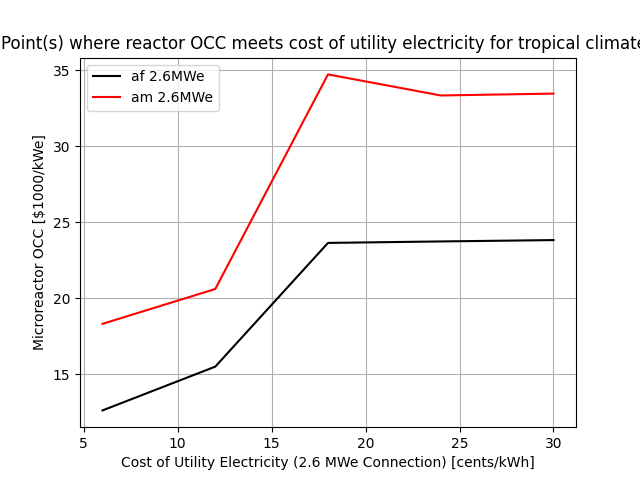 Point(s) where reactor OCC meets cost of utility electricity for tropical climate
af 2.6MWe
am 2.6MWe
35
30
25
20
15
Microreactor OCC [$1000/kWe]
5 10 15 20 25 30
Cost of Utility Electricity (2.6 MWe Connection) [cents/kWh]